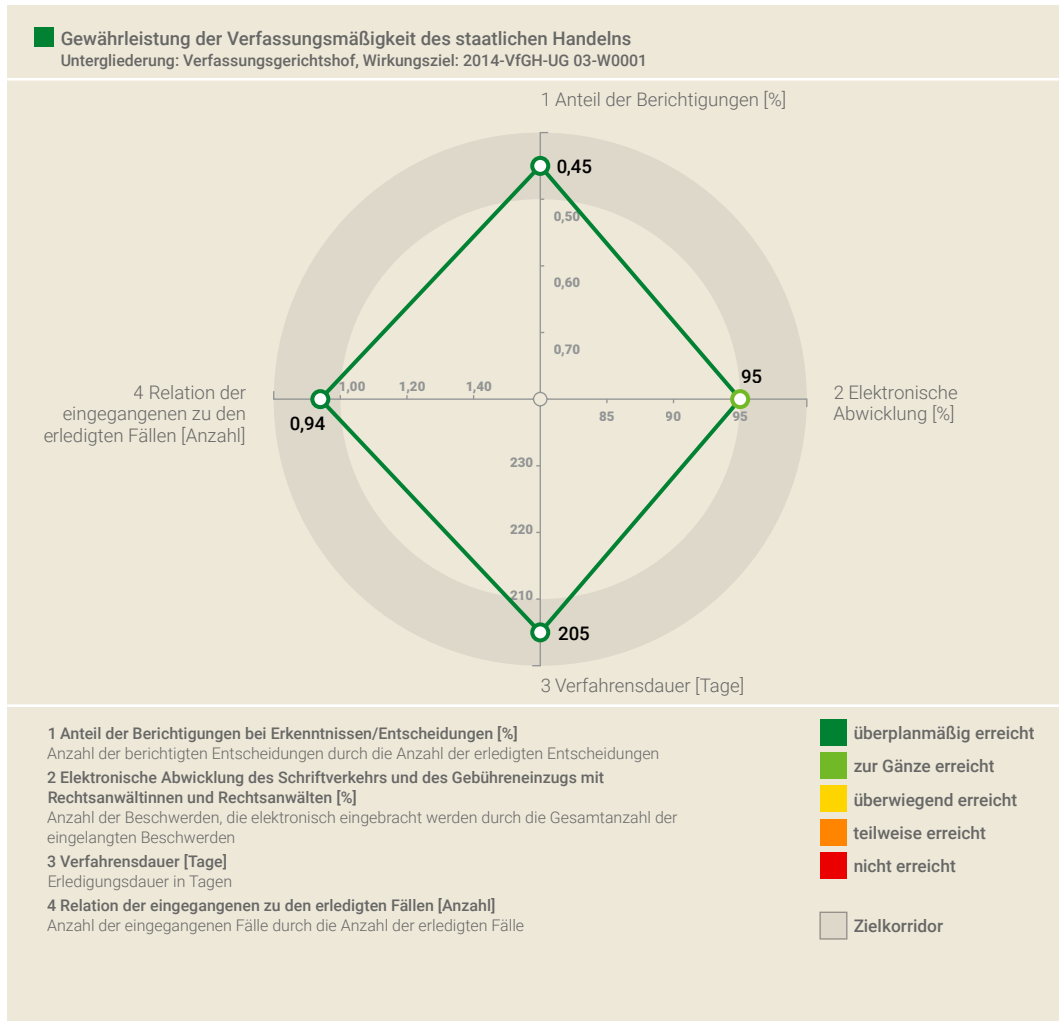 Gewährleistung der Verfassungsmäßigkeit des staatlichen Handelns
Untergliederung: Verfassungsgerichtshof, Wirkungsziel: 2014-VfGH-UG 03-W0001
1 Anteil der Berichtigungen [%]
0,45
0,50
0,60
0,70
4 Relation der
eingegangenen zu den
erledigten Fällen [Anzahl]
0,94
1,00
1,20
1,40
85
90
95
95
2 Elektronische
Abwicklung [%]
230
220
210
205
3 Verfahrensdauer [Tage]
1 Anteil der Berichtigungen bei Erkenntnissen/Entscheidungen [%]
Anzahl der berichtigten Entscheidungen durch die Anzahl der erledigten Entscheidungen
2 Elektronische Abwicklung des Schriftverkehrs und des Gebühreneinzugs mit
Rechtsanwältinnen und Rechtsanwälten [%]
Anzahl der Beschwerden, die elektronisch eingebracht werden durch die Gesamtanzahl der
eingelangten Beschwerden
3 Verfahrensdauer [Tage]
Erledigungsdauer in Tagen
4 Relation der eingegangenen zu den erledigten Fällen [Anzahl]
Anzahl der eingegangenen Fälle durch die Anzahl der erledigten Fälle
überplanmäßig erreicht
zur Gänze erreicht
überwiegend erreicht
teilweise erreicht
nicht erreicht
Zielkorridor